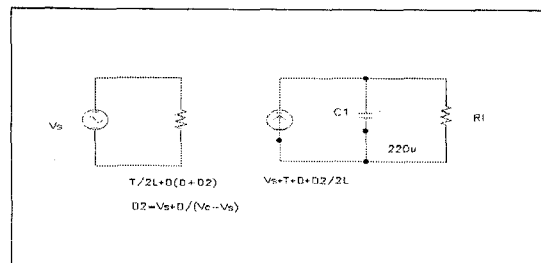 Vs
C1
Rl
220u
T/2L*D(D+D2)
Vs*T*D*D2/2L
D2=Vs*D/(Vc-Vs)